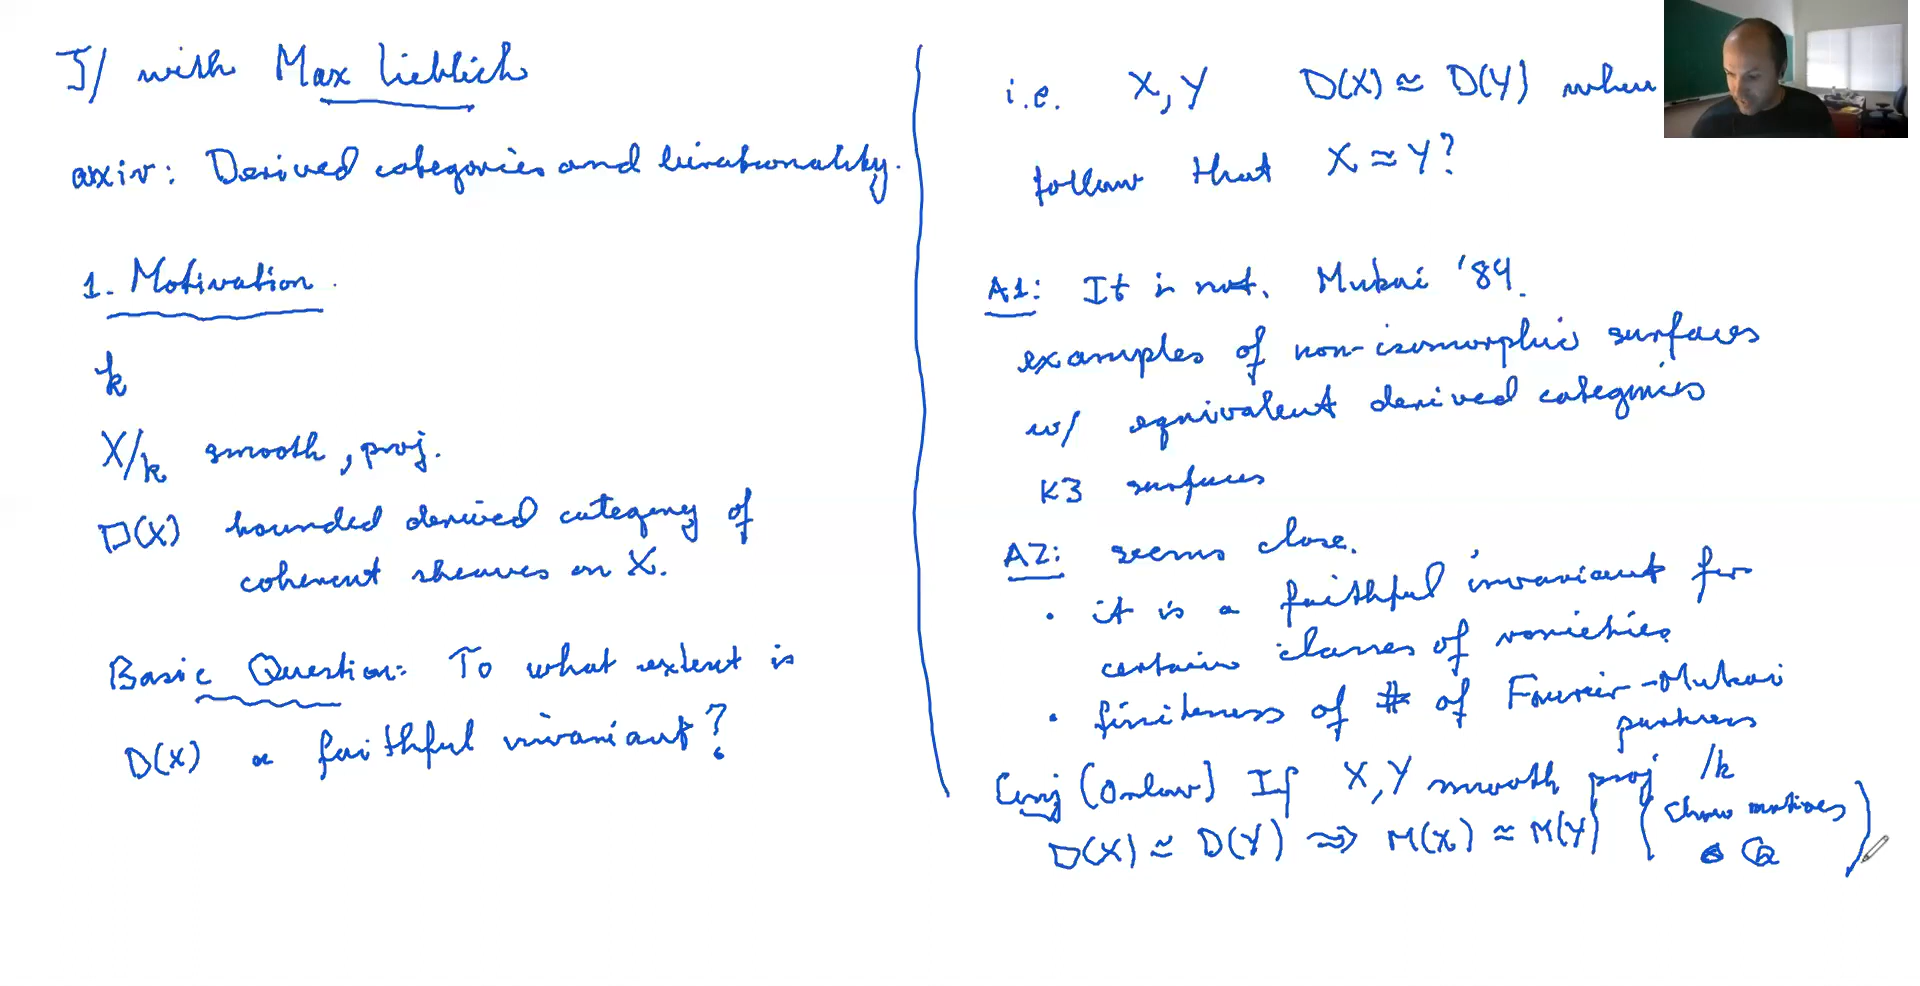 J/ with Max Lieblich
arxiv: Derived categories and birationality.
1. Motivation.
k
X/k smooth, proj.
D(X) bounded derived category of
coherent sheaves on X.
Basic Question: To what extent is
D(X) a faithful invariant?
i.e. X, Y D(X) ≃ D(Y) when
follow that X ≃ Y?
A1: It is not. Mukai '84.
examples of non-isomorphic surfaces
w/ equivalent derived categories
K3 surfaces
A2: seems close.
• it is a faithful invariant for
certain classes of varieties.
• finiteness of # of Fourier-Mukai
partners
Conj (Orlov) If X, Y smooth proj /k
D(X) ≃ D(Y) ⇒ M(X) ≃ M(Y) (Chow motives
Q)